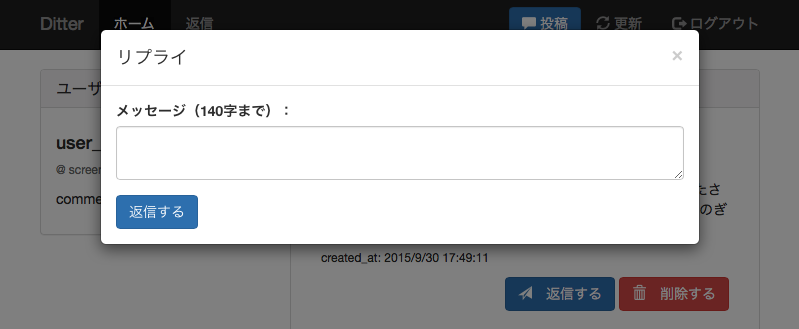 Ditter ホーム 返信 投稿 更新 ログアウト
リプライ ×
ユーザ
メッセージ（140字まで）：
user_
@ screen
comme
たさ
のぎ
返信する
created_at: 2015/9/30 17:49:11
返信する 削除する